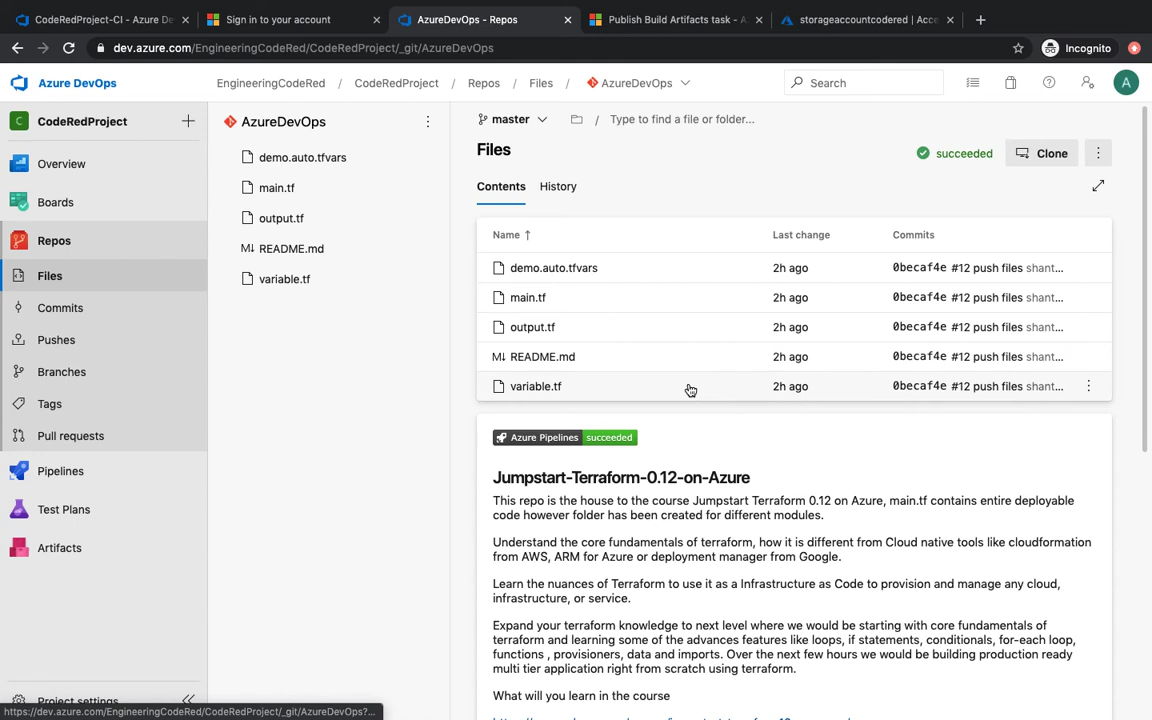 CodeRedProject-CI - Azure De
Sign in to your account
AzureDevOps - Repos
Publish Build Artifacts task - A
storageaccountcodered | Acce
dev.azure.com/EngineeringCodeRed/CodeRedProject/_git/AzureDevOps
Incognito
Azure DevOps
EngineeringCodeRed / CodeRedProject / Repos / Files / AzureDevOps
Search
A
C CodeRedProject
Overview
Boards
Repos
Files
Commits
Pushes
Branches
Tags
Pull requests
Pipelines
Test Plans
Artifacts
Project settings
https://dev.azure.com/EngineeringCodeRed/CodeRedProject/_git/AzureDevOps?...
AzureDevOps
demo.auto.tfvars
main.tf
output.tf
M↓ README.md
variable.tf
master / Type to find a file or folder...
Files
succeeded
Clone
Contents History
Name ↑ Last change Commits
demo.auto.tfvars 2h ago 0becaf4e #12 push files shant...
main.tf 2h ago 0becaf4e #12 push files shant...
output.tf 2h ago 0becaf4e #12 push files shant...
M↓ README.md 2h ago 0becaf4e #12 push files shant...
variable.tf 2h ago 0becaf4e #12 push files shant...
Azure Pipelines succeeded
Jumpstart-Terraform-0.12-on-Azure
This repo is the house to the course Jumpstart Terraform 0.12 on Azure, main.tf contains entire deployable
code however folder has been created for different modules.
Understand the core fundamentals of terraform, how it is different from Cloud native tools like cloudformation
from AWS, ARM for Azure or deployment manager from Google.
Learn the nuances of Terraform to use it as a Infrastructure as Code to provision and manage any cloud,
infrastructure, or service.
Expand your terraform knowledge to next level where we would be starting with core fundamentals of
terraform and learning some of the advances features like loops, if statements, conditionals, for-each loop,
functions , provisioners, data and imports. Over the next few hours we would be building production ready
multi tier application right from scratch using terraform.
What will you learn in the course